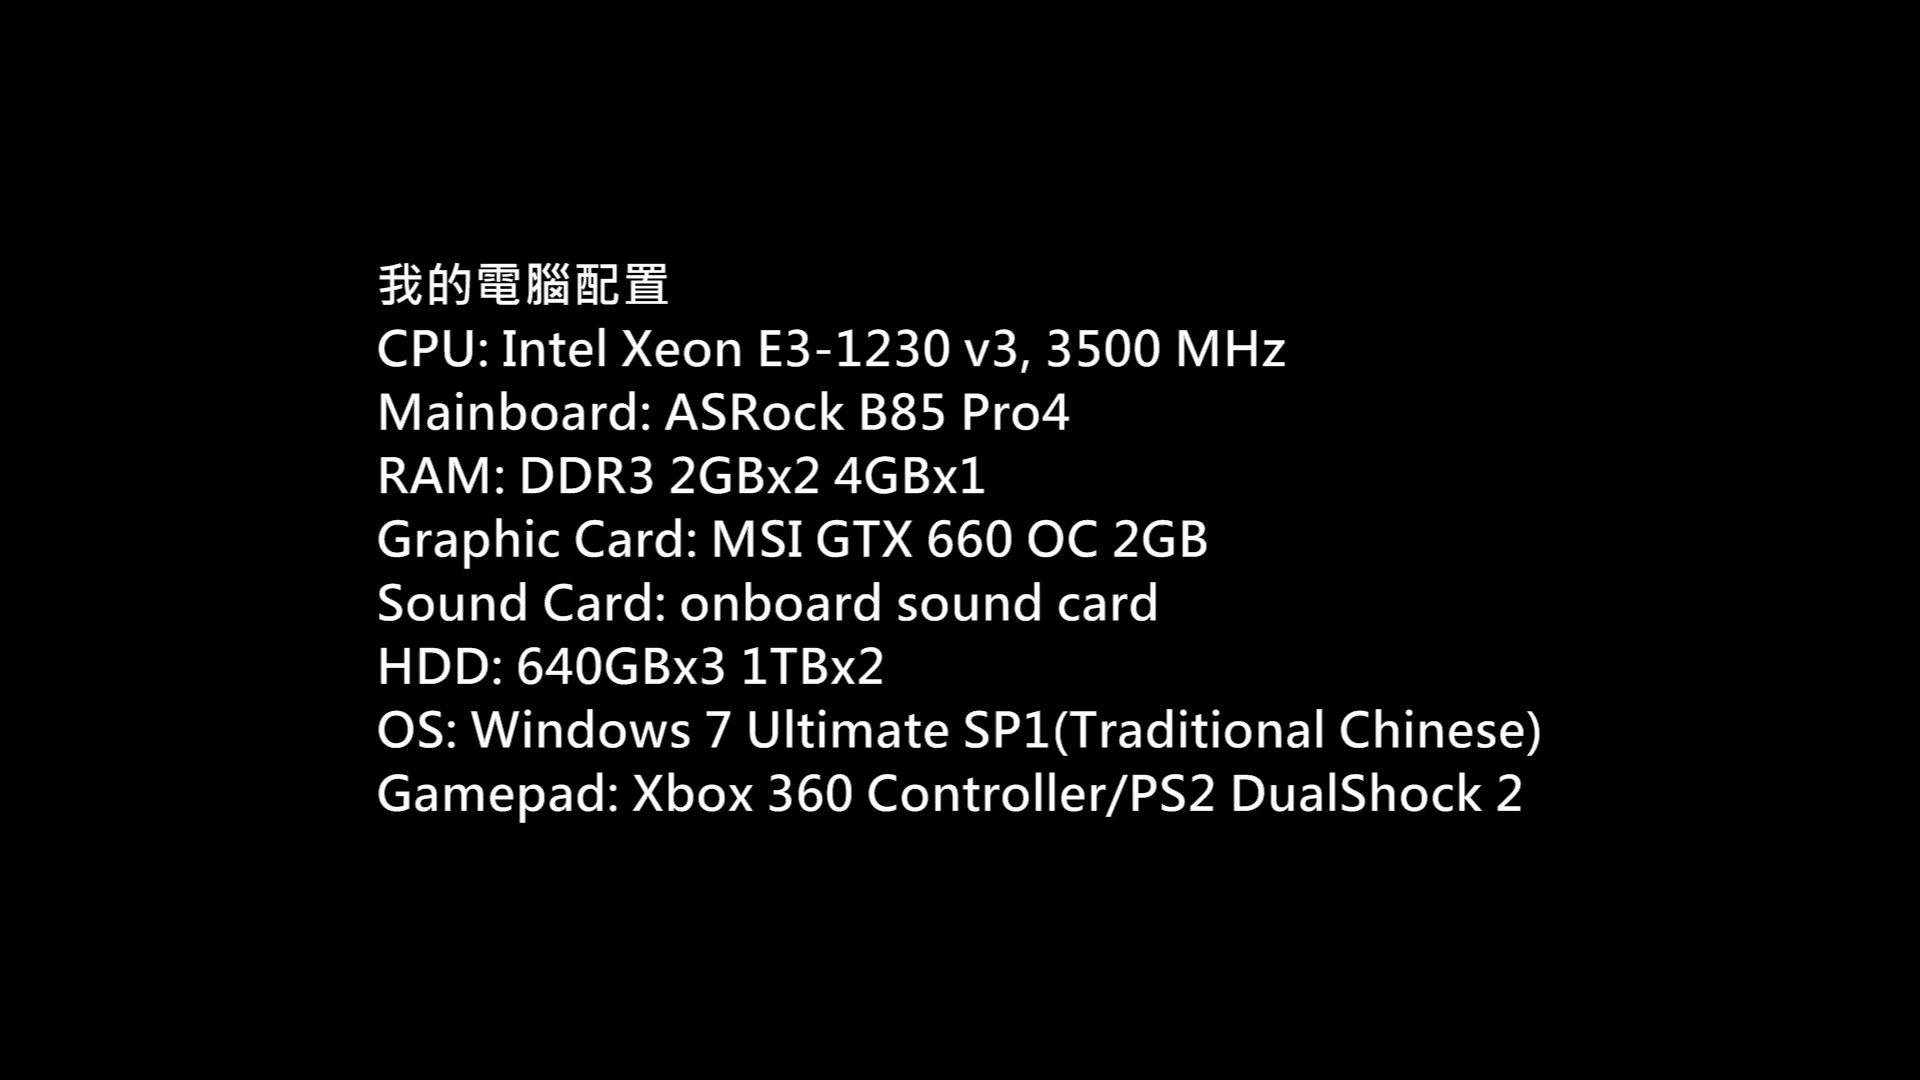 我的電腦配置
CPU: Intel Xeon E3-1230 v3, 3500 MHz
Mainboard: ASRock B85 Pro4
RAM: DDR3 2GBx2 4GBx1
Graphic Card: MSI GTX 660 OC 2GB
Sound Card: onboard sound card
HDD: 640GBx3 1TBx2
OS: Windows 7 Ultimate SP1(Traditional Chinese)
Gamepad: Xbox 360 Controller/PS2 DualShock 2